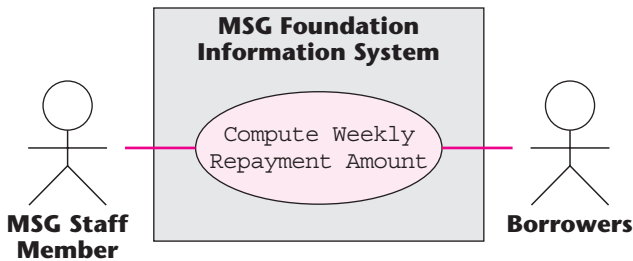 MSG Foundation
Information System
Compute Weekly
Repayment Amount
MSG Staff
Member
Borrowers